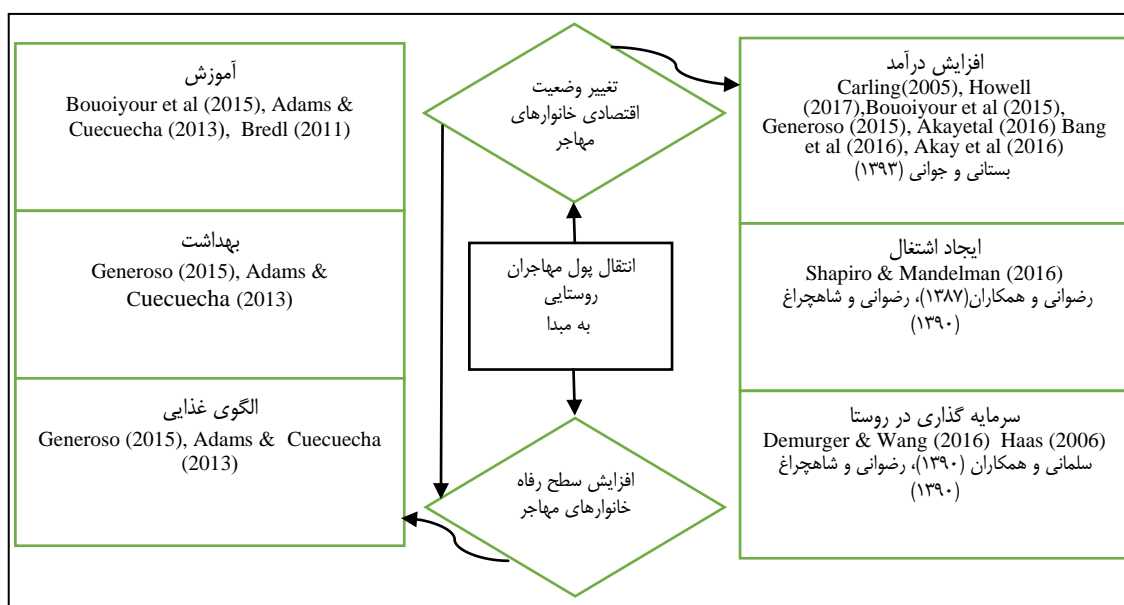 افزایش درآمد
Carling(2005), Howell
(2017),Bouoiyour et al (2015),
Generoso (2015), Akayetal (2016) Bang
et al (2016), Akay et al (2016)
بستانی و جوانی (۱۳۹۳)
ایجاد اشتغال
Shapiro & Mandelman (2016)
رضوانی و همکاران(۱۳۸۷)، رضوانی و شاهچراغ
(۱۳۹۰)
سرمایه گذاری در روستا
Demurger & Wang (2016) Haas (2006)
سلمانی و همکاران (۱۳۹۰)، رضوانی و شاهچراغ
(۱۳۹۰)
تغییر وضعیت
اقتصادی خانوارهای
مهاجر
انتقال پول مهاجران
روستایی
به مبدا
افزایش سطح رفاه
خانوارهای مهاجر
آموزش
Bouoiyour et al (2015), Adams &
Cuecuecha (2013), Bredl (2011)
بهداشت
Generoso (2015), Adams &
Cuecuecha (2013)
الگوی غذایی
Generoso (2015), Adams & Cuecuecha
(2013)